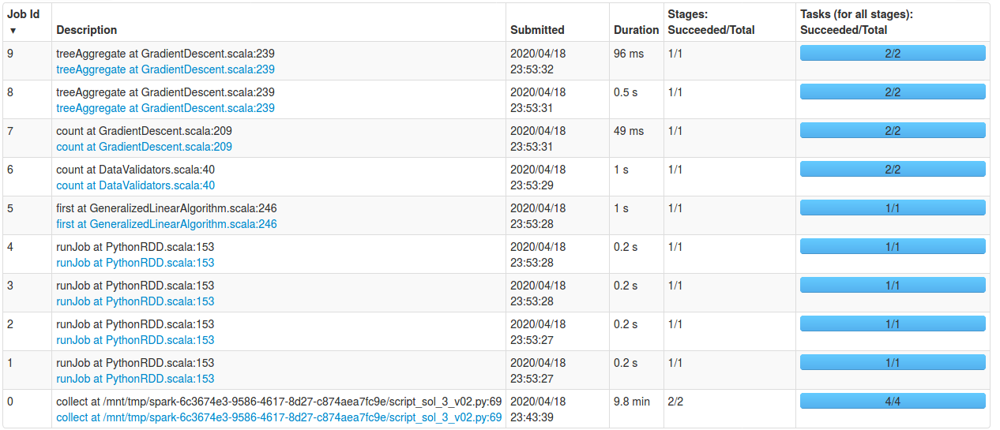 Job Id ▼ Description Submitted Duration Stages: Succeeded/Total Tasks (for all stages): Succeeded/Total
9 treeAggregate at GradientDescent.scala:239 2020/04/18 96 ms 1/1 2/2
treeAggregate at GradientDescent.scala:239 23:53:32
8 treeAggregate at GradientDescent.scala:239 2020/04/18 0.5 s 1/1 2/2
treeAggregate at GradientDescent.scala:239 23:53:31
7 count at GradientDescent.scala:209 2020/04/18 49 ms 1/1 2/2
count at GradientDescent.scala:209 23:53:31
6 count at DataValidators.scala:40 2020/04/18 1 s 1/1 2/2
count at DataValidators.scala:40 23:53:29
5 first at GeneralizedLinearAlgorithm.scala:246 2020/04/18 1 s 1/1 1/1
first at GeneralizedLinearAlgorithm.scala:246 23:53:28
4 runJob at PythonRDD.scala:153 2020/04/18 0.2 s 1/1 1/1
runJob at PythonRDD.scala:153 23:53:28
3 runJob at PythonRDD.scala:153 2020/04/18 0.2 s 1/1 1/1
runJob at PythonRDD.scala:153 23:53:28
2 runJob at PythonRDD.scala:153 2020/04/18 0.2 s 1/1 1/1
runJob at PythonRDD.scala:153 23:53:27
1 runJob at PythonRDD.scala:153 2020/04/18 0.2 s 1/1 1/1
runJob at PythonRDD.scala:153 23:53:27
0 collect at /mnt/tmp/spark-6c3674e3-9586-4617-8d27-c874aea7fc9e/script_sol_3_v02.py:69 2020/04/18 9.8 min 2/2 4/4
collect at /mnt/tmp/spark-6c3674e3-9586-4617-8d27-c874aea7fc9e/script_sol_3_v02.py:69 23:43:39